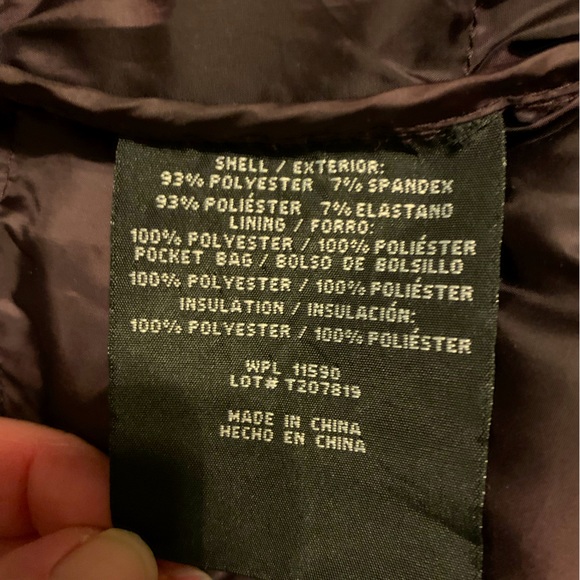 SHELL / EXTERIOR:
93% POLYESTER 7% SPANDEX
93% POLIÉSTER 7% ELASTANO
LINING / FORRO:
100% POLYESTER / 100% POLIÉSTER
POCKET BAG / BOLSO DE BOLSILLO
100% POLYESTER / 100% POLIÉSTER
INSULATION / INSULACIÓN:
100% POLYESTER / 100% POLIÉSTER
WPL 11590
LOT# T207819
MADE IN CHINA
HECHO EN CHINA